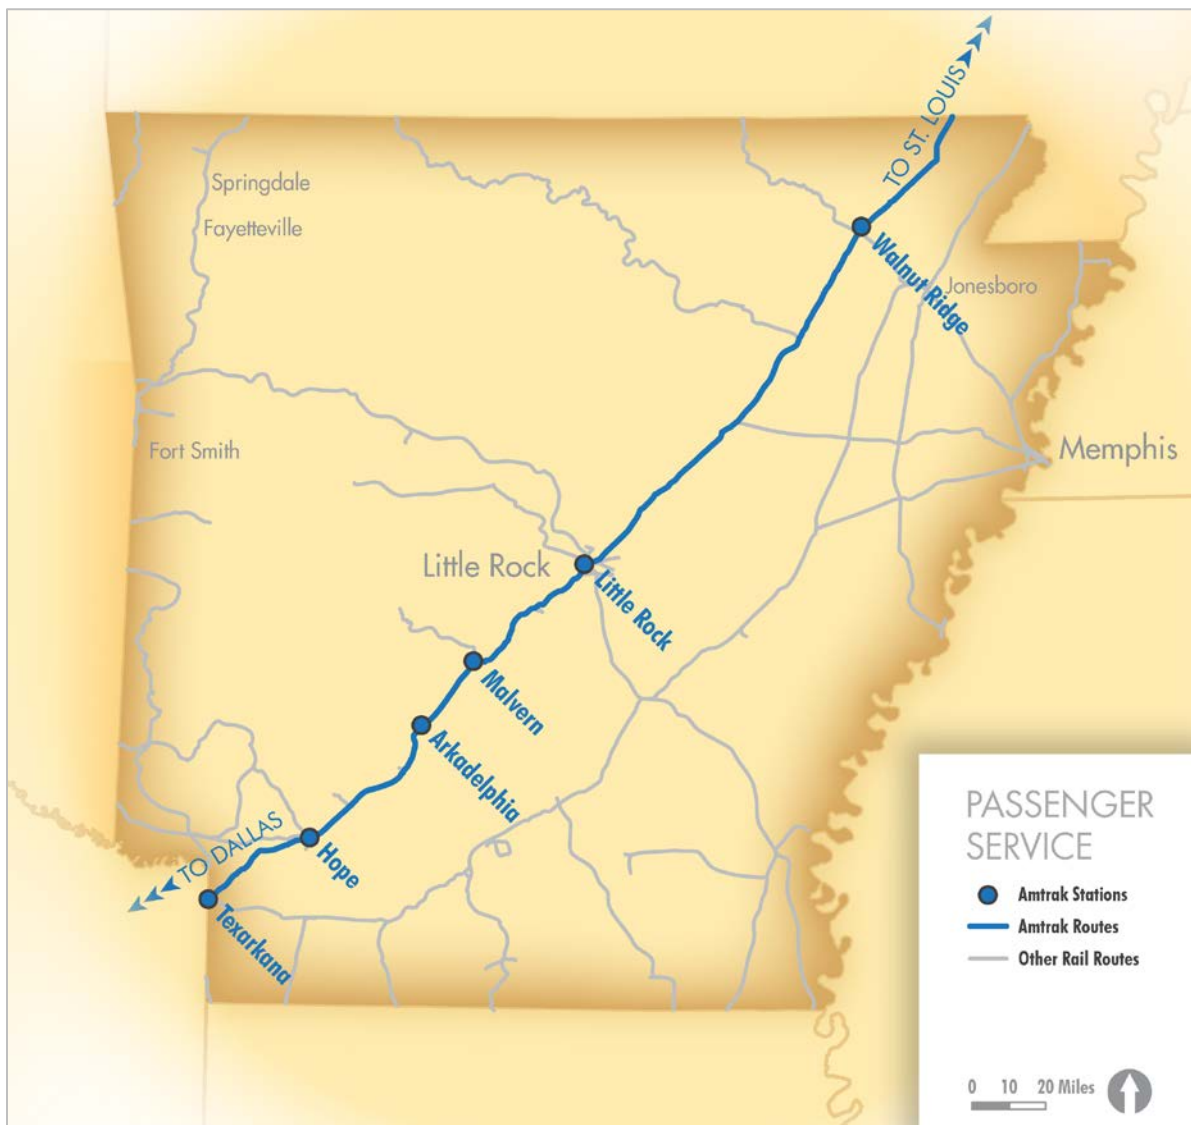 TO ST. LOUIS
Springdale
Fayetteville
Walnut Ridge
Jonesboro
Fort Smith
Memphis
Little Rock
Little Rock
Malvern
Arkadelphia
TO DALLAS
Hope
Texarkana
PASSENGER
SERVICE
Amtrak Stations
Amtrak Routes
Other Rail Routes
0 10 20 Miles